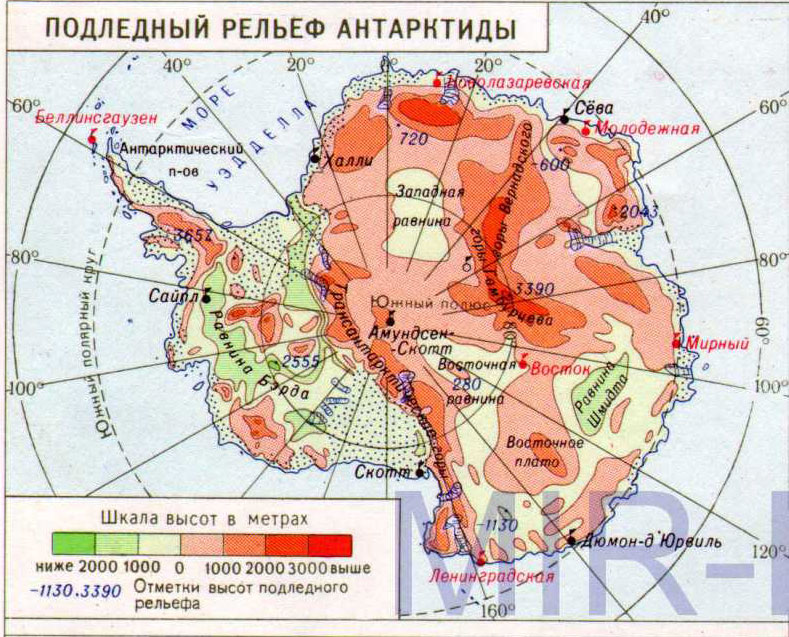 ПОДЛЕДНЫЙ РЕЛЬЕФ АНТАРКТИДЫ
40°
20°
0°
20°
40°
60°
60°
80°
80°
100°
90°
100°
120°
160°
Беллинсгаузен
МОРЕ
УЭДДЕЛЛА
Новолазаревская
Сёва
Молодежная
Антарктический
п-ов
Халли
720
-600
2043
Западная
равнина
горы Вернадского
горы Гамбурцева
3657
3390
Сайпл
Южный полюс
Амундсен-
-Скотт
Трансантарктические горы
Равнина Бэрда
2555
Мирный
Восточная
280
равнина
Восток
Равнина
Шмидта
Восточное
плато
Южный полярный круг
Скотт
-1130
Дюмон-д'Юрвиль
Ленинградская
Шкала высот в метрах
ниже 2000 1000 0 1000 2000 3000 выше
-1130.3390 Отметки высот подледного
рельефа
MIR-